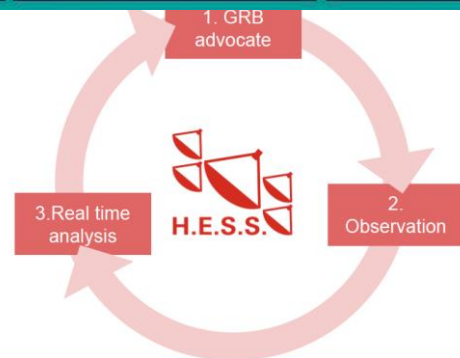 1. GRB
advocate
3.Real time
analysis
H.E.S.S.
2.
Observation